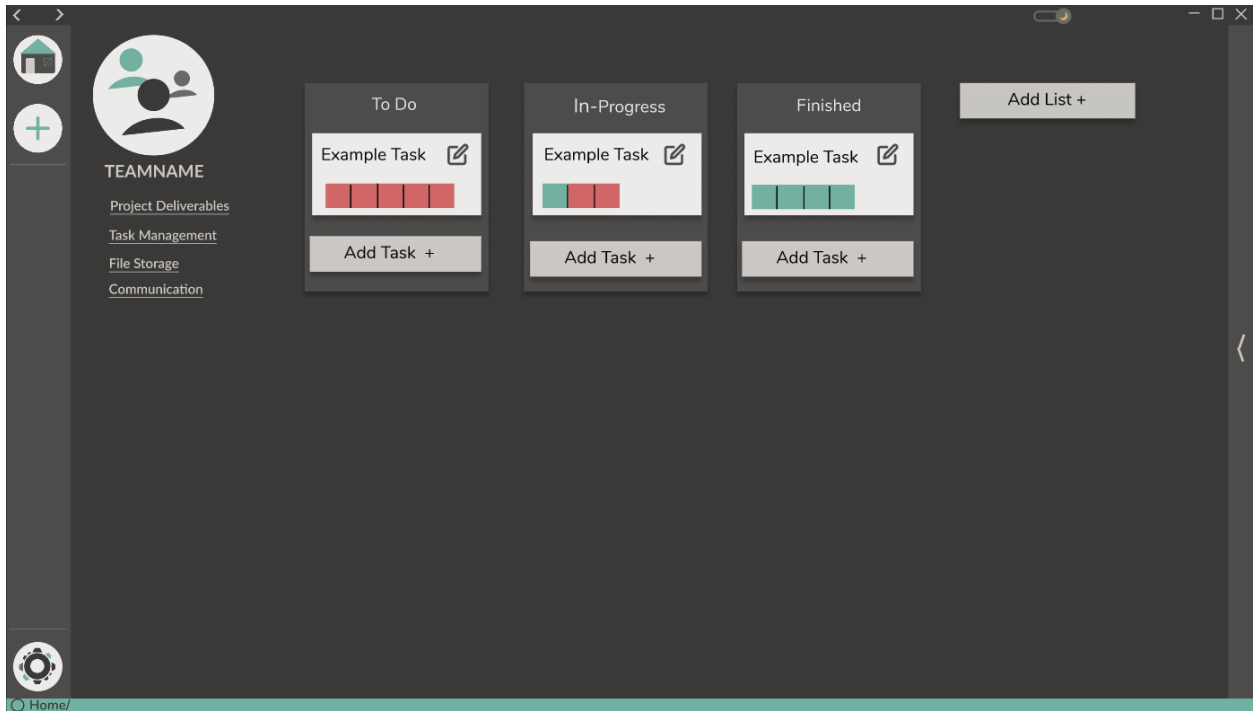 TEAMNAME
Project Deliverables
Task Management
File Storage
Communication
To Do
Example Task
Add Task +
In-Progress
Example Task
Add Task +
Finished
Example Task
Add Task +
Add List +
Home/